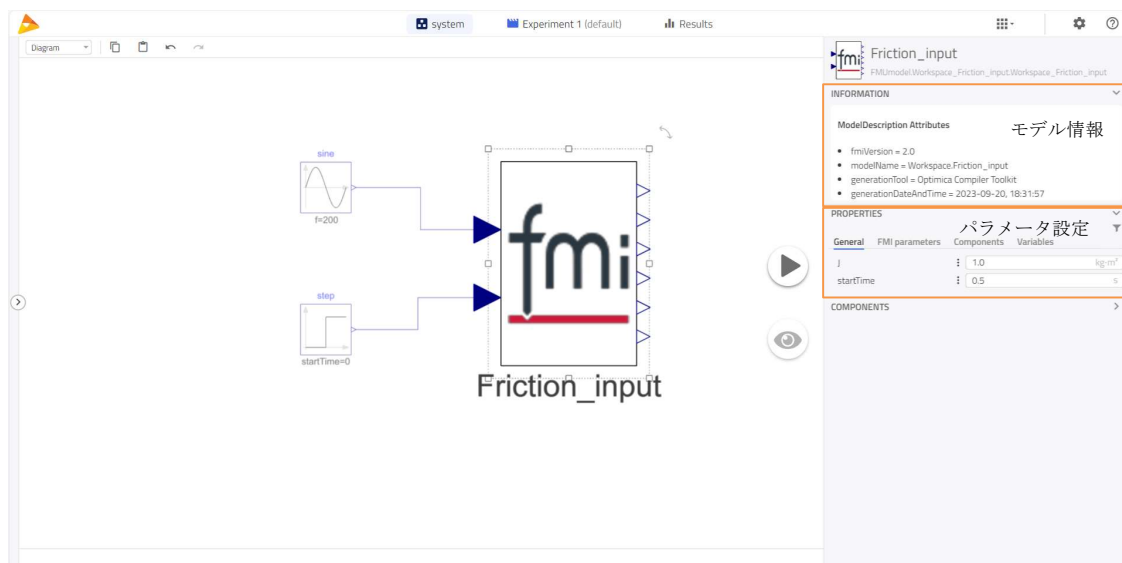 system
Experiment 1 (default)
Results
Diagram
fmi
Friction_input
FMUmodel.Workspace_Friction_input.Workspace_Friction_input
INFORMATION
モデル情報
ModelDescription Attributes
fmiVersion = 2.0
modelName = Workspace.Friction_input
generationTool = Optimica Compiler Toolkit
generationDateAndTime = 2023-09-20, 18:31:57
PROPERTIES
パラメータ設定
General FMI parameters Components Variables
J 1.0 kg·m²
startTime 0.5 s
COMPONENTS
sine
f=200
step
startTime=0
fmi
Friction_input